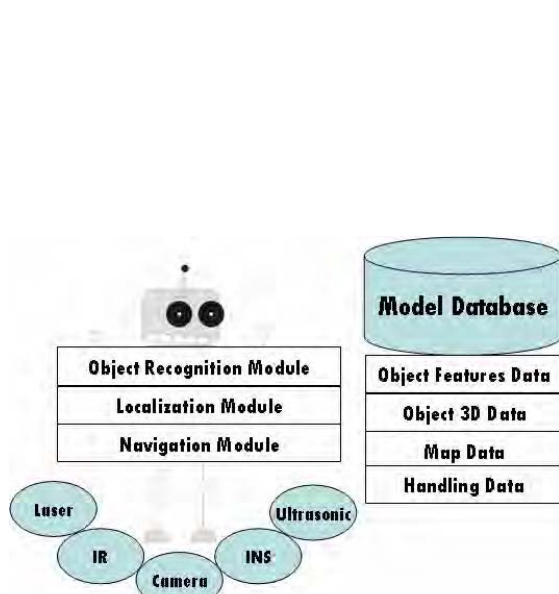 Model Database
Object Recognition Module
Localization Module
Navigation Module
Object Features Data
Object 3D Data
Map Data
Handling Data
Laser
IR
Camera
INS
Ultrasonic